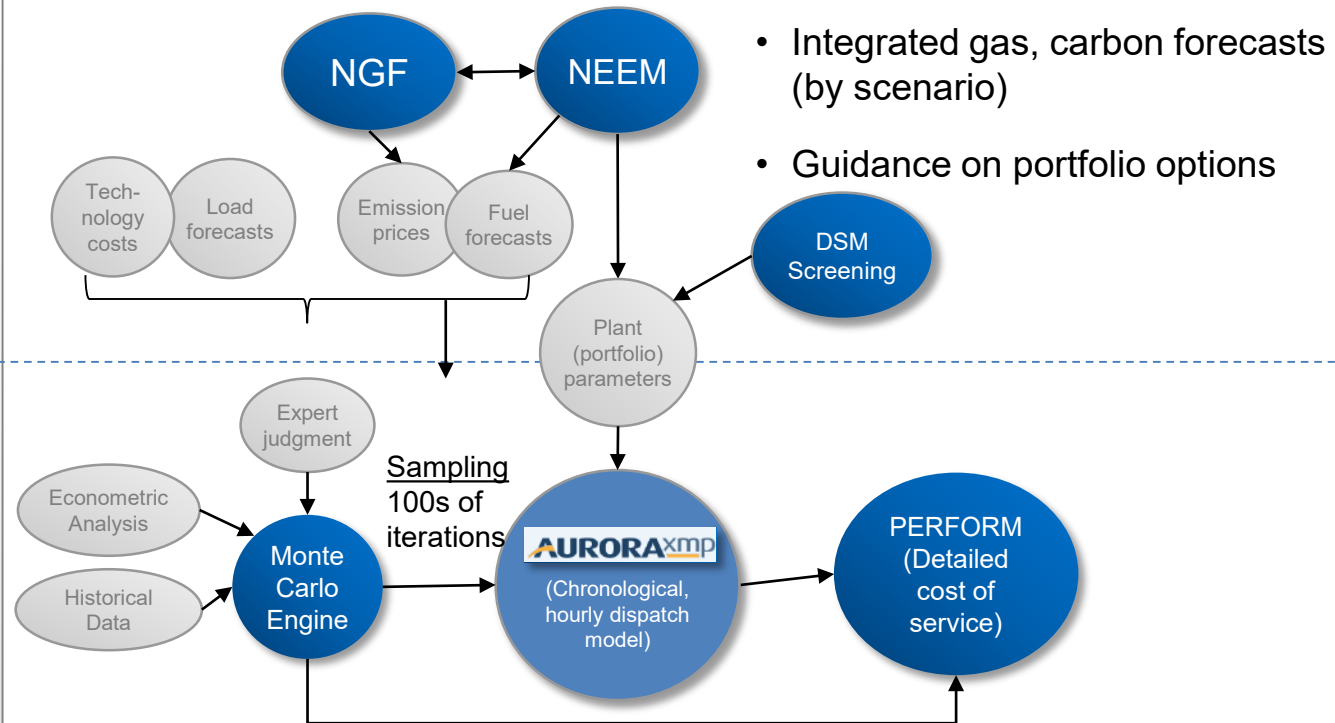 NGF
NEEM
• Integrated gas, carbon forecasts
(by scenario)
• Guidance on portfolio options
Tech-
nology
costs
Load
forecasts
Emission
prices
Fuel
forecasts
DSM
Screening
Plant
(portfolio)
parameters
Expert
judgment
Sampling
100s of
iterations
Econometric
Analysis
Historical
Data
Monte
Carlo
Engine
AURORAxmp
(Chronological,
hourly dispatch
model)
PERFORM
(Detailed
cost of
service)